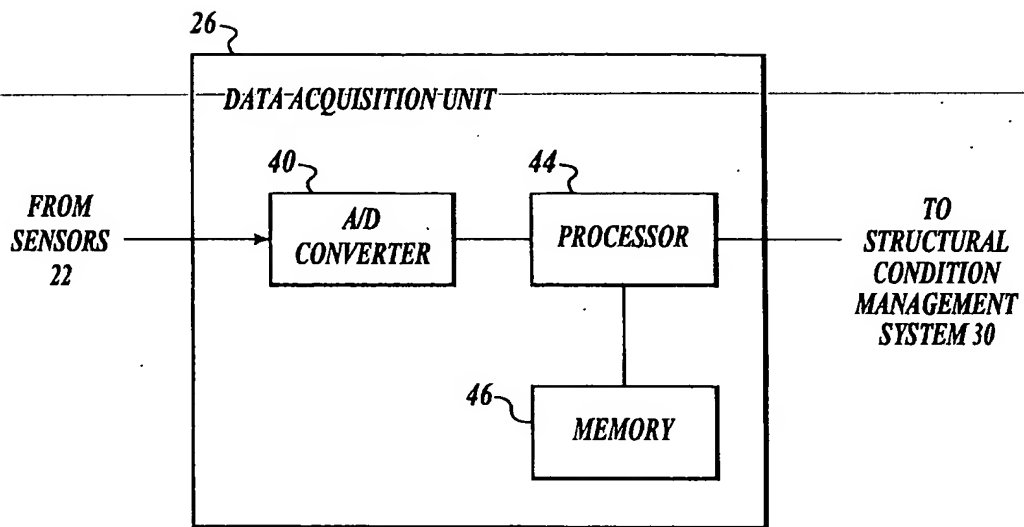 26
DATA ACQUISITION UNIT
40
44
FROM
SENSORS
22
A/D
CONVERTER
PROCESSOR
TO
STRUCTURAL
CONDITION
MANAGEMENT
SYSTEM 30
46
MEMORY